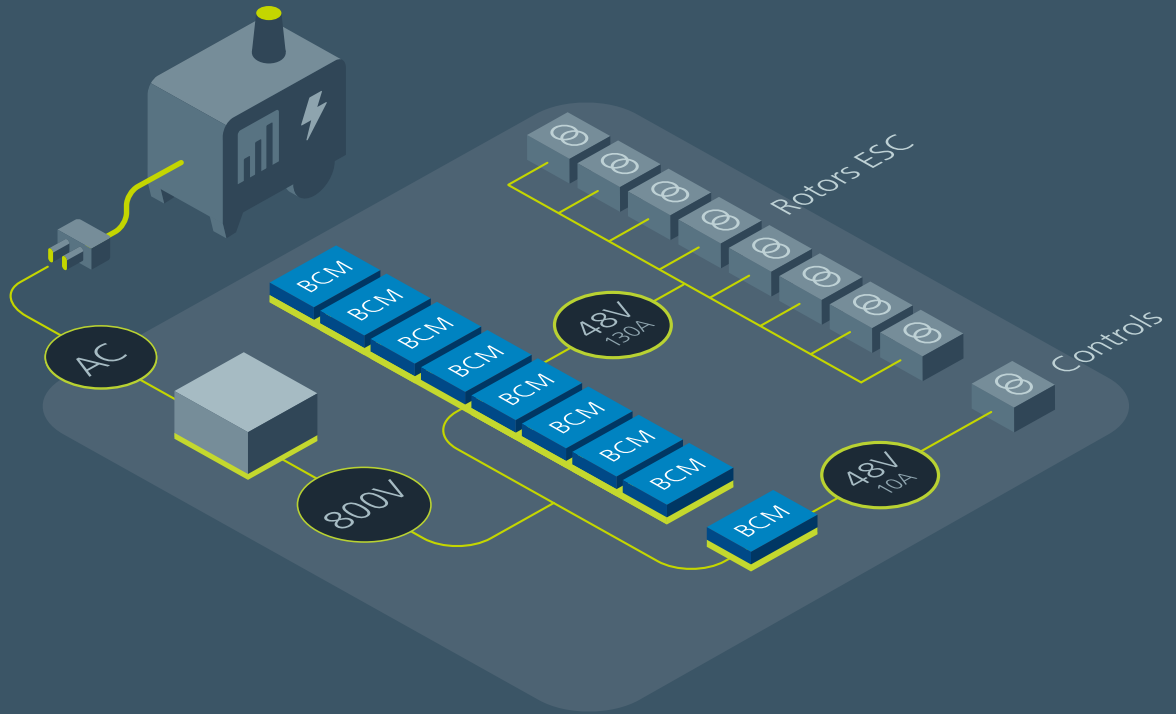 Rotors ESC
BCM
BCM
BCM
BCM
BCM
BCM
BCM
BCM
48V
130A
Controls
AC
800V
48V
10A
BCM